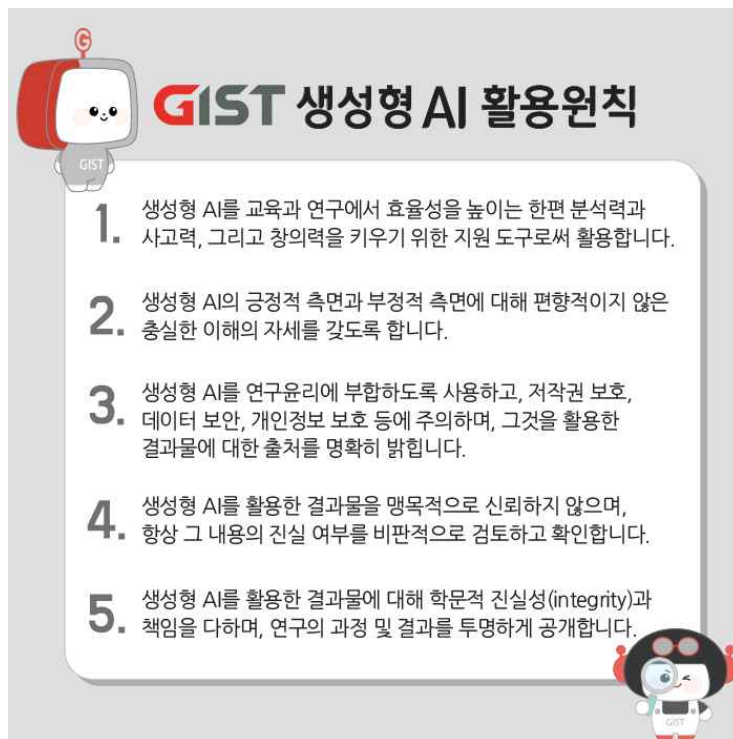 G
GIST 생성형 AI 활용원칙
GIST
1. 생성형 AI를 교육과 연구에서 효율성을 높이는 한편 분석력과
사고력, 그리고 창의력을 키우기 위한 지원 도구로써 활용합니다.
2. 생성형 AI의 긍정적 측면과 부정적 측면에 대해 편향적이지 않은
충실한 이해의 자세를 갖도록 합니다.
3. 생성형 AI를 연구윤리에 부합하도록 사용하고, 저작권 보호,
데이터 보안, 개인정보 보호 등에 주의하며, 그것을 활용한
결과물에 대한 출처를 명확히 밝힙니다.
4. 생성형 AI를 활용한 결과물을 맹목적으로 신뢰하지 않으며,
항상 그 내용의 진실 여부를 비판적으로 검토하고 확인합니다.
5. 생성형 AI를 활용한 결과물에 대해 학문적 진실성(integrity)과
책임을 다하며, 연구의 과정 및 결과를 투명하게 공개합니다.
GIST